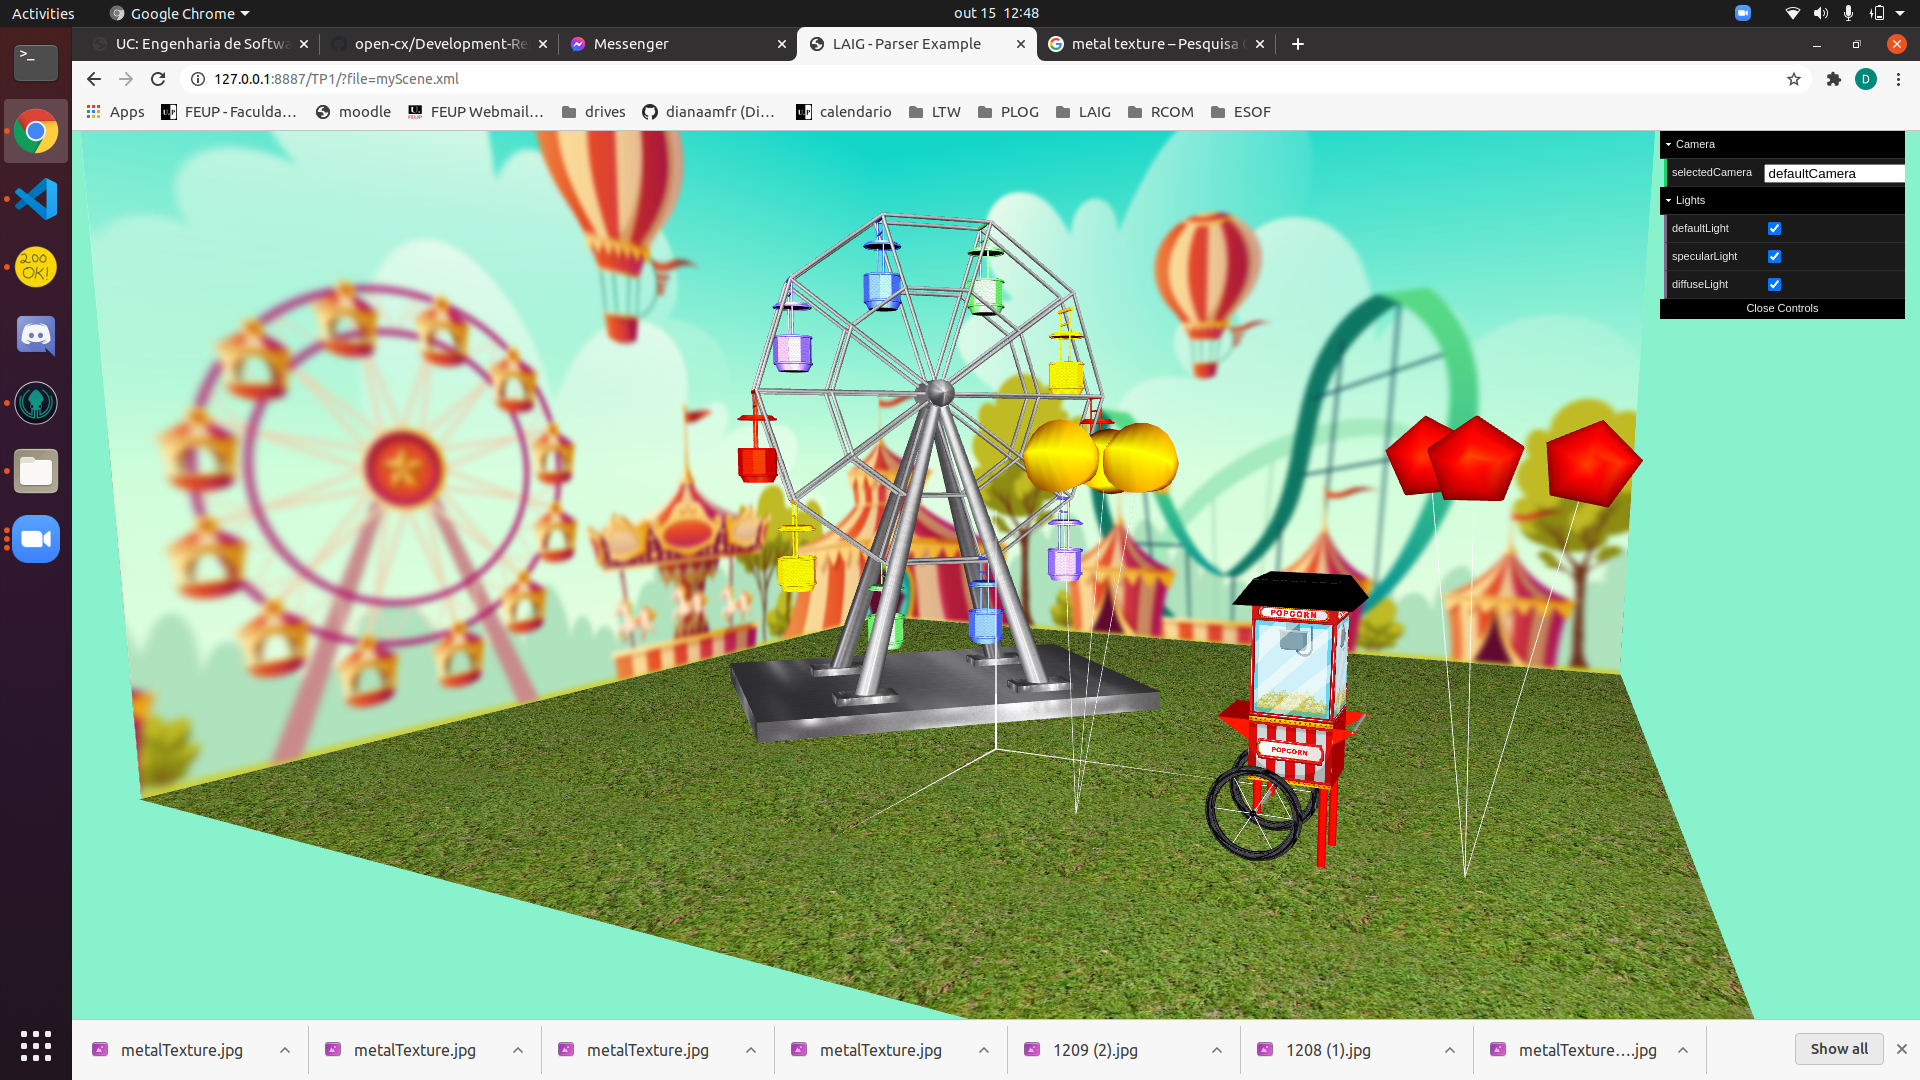 Activities
Google Chrome
out 15 12:48
UC: Engenharia de Softwa
open-cx/Development-Re
Messenger
LAIG - Parser Example
metal texture – Pesquisa
127.0.0.1:8887/TP1/?file=myScene.xml
D
Apps
FEUP - Faculda...
moodle
FEUP Webmail...
drives
dianaamfr (Di...
calendario
LTW
PLOG
LAIG
RCOM
ESOF
>_
200
OK!
Camera
selectedCamera
defaultCamera
Lights
defaultLight
specularLight
diffuseLight
Close Controls
POPCORN
POPCORN
metalTexture.jpg
metalTexture.jpg
metalTexture.jpg
metalTexture.jpg
1209 (2).jpg
1208 (1).jpg
metalTexture....jpg
Show all